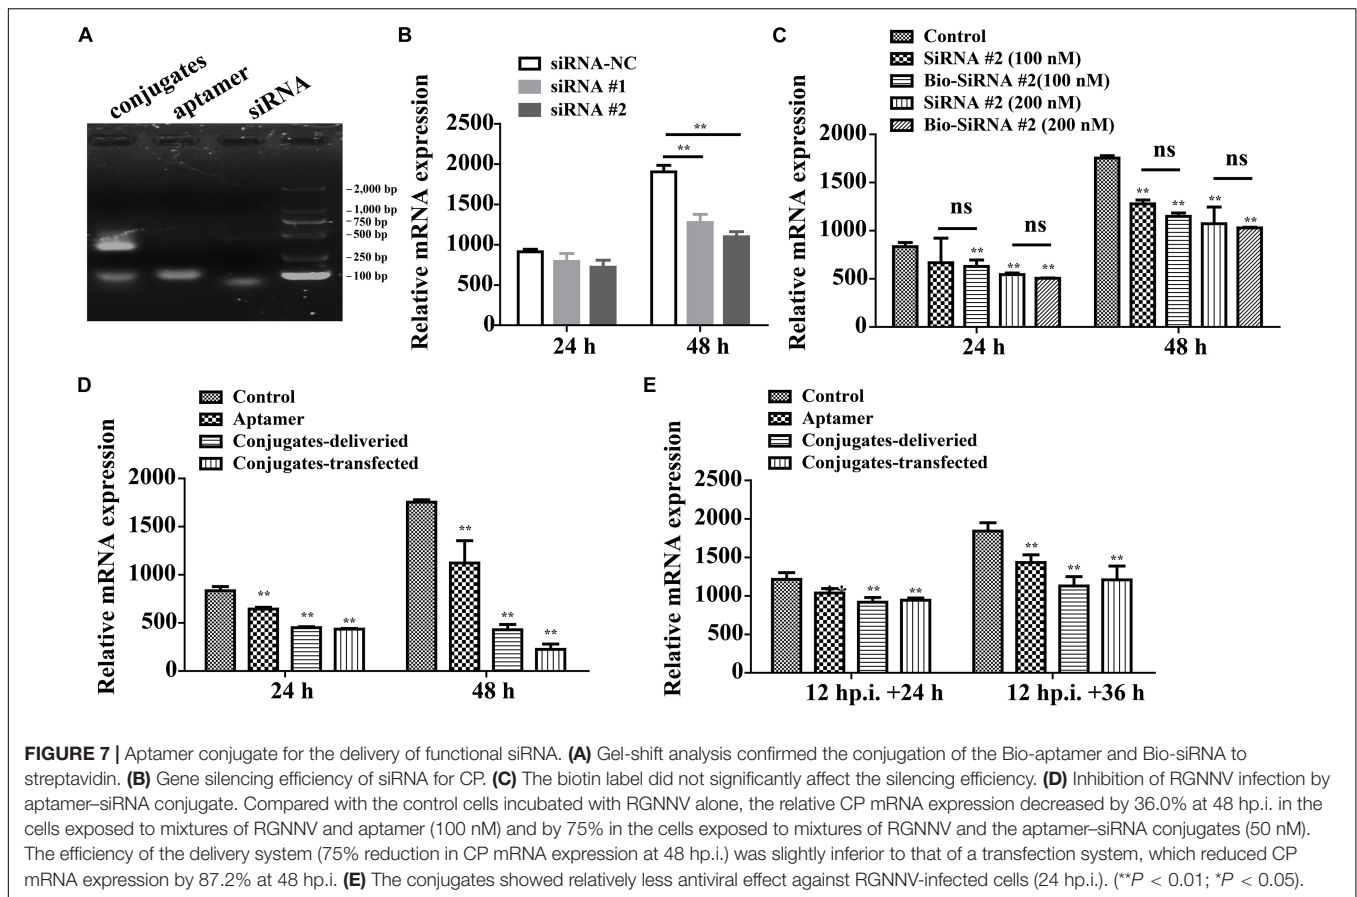 A
conjugates
aptamer
siRNA
-2,000 bp
-1,000 bp
-750 bp
-500 bp
-250 bp
-100 bp
B
siRNA-NC
siRNA #1
siRNA #2
Relative mRNA expression
2500
2000
1500
1000
500
0
**
**
24 h
48 h
C
Control
SiRNA #2 (100 nM)
Bio-SiRNA #2(100 nM)
SiRNA #2 (200 nM)
Bio-SiRNA #2 (200 nM)
Relative mRNA expression
2000
1500
1000
500
0
ns
ns
ns
ns
** ** **
** ** ** **
24 h
48 h
D
Control
Aptamer
Conjugates-deliveried
Conjugates-transfected
Relative mRNA expression
2000
1500
1000
500
0
** ** **
** ** **
24 h
48 h
E
Control
Aptamer
Conjugates-deliveried
Conjugates-transfected
Relative mRNA expression
2500
2000
1500
1000
500
0
** ** **
** ** **
12 hp.i. +24 h
12 hp.i. +36 h
FIGURE 7 | Aptamer conjugate for the delivery of functional siRNA. (A) Gel-shift analysis confirmed the conjugation of the Bio-aptamer and Bio-siRNA to
streptavidin. (B) Gene silencing efficiency of siRNA for CP. (C) The biotin label did not significantly affect the silencing efficiency. (D) Inhibition of RGNNV infection by
aptamer–siRNA conjugate. Compared with the control cells incubated with RGNNV alone, the relative CP mRNA expression decreased by 36.0% at 48 hp.i. in the
cells exposed to mixtures of RGNNV and aptamer (100 nM) and by 75% in the cells exposed to mixtures of RGNNV and the aptamer–siRNA conjugates (50 nM).
The efficiency of the delivery system (75% reduction in CP mRNA expression at 48 hp.i.) was slightly inferior to that of a transfection system, which reduced CP
mRNA expression by 87.2% at 48 hp.i. (E) The conjugates showed relatively less antiviral effect against RGNNV-infected cells (24 hp.i.). (**P < 0.01; *P < 0.05).